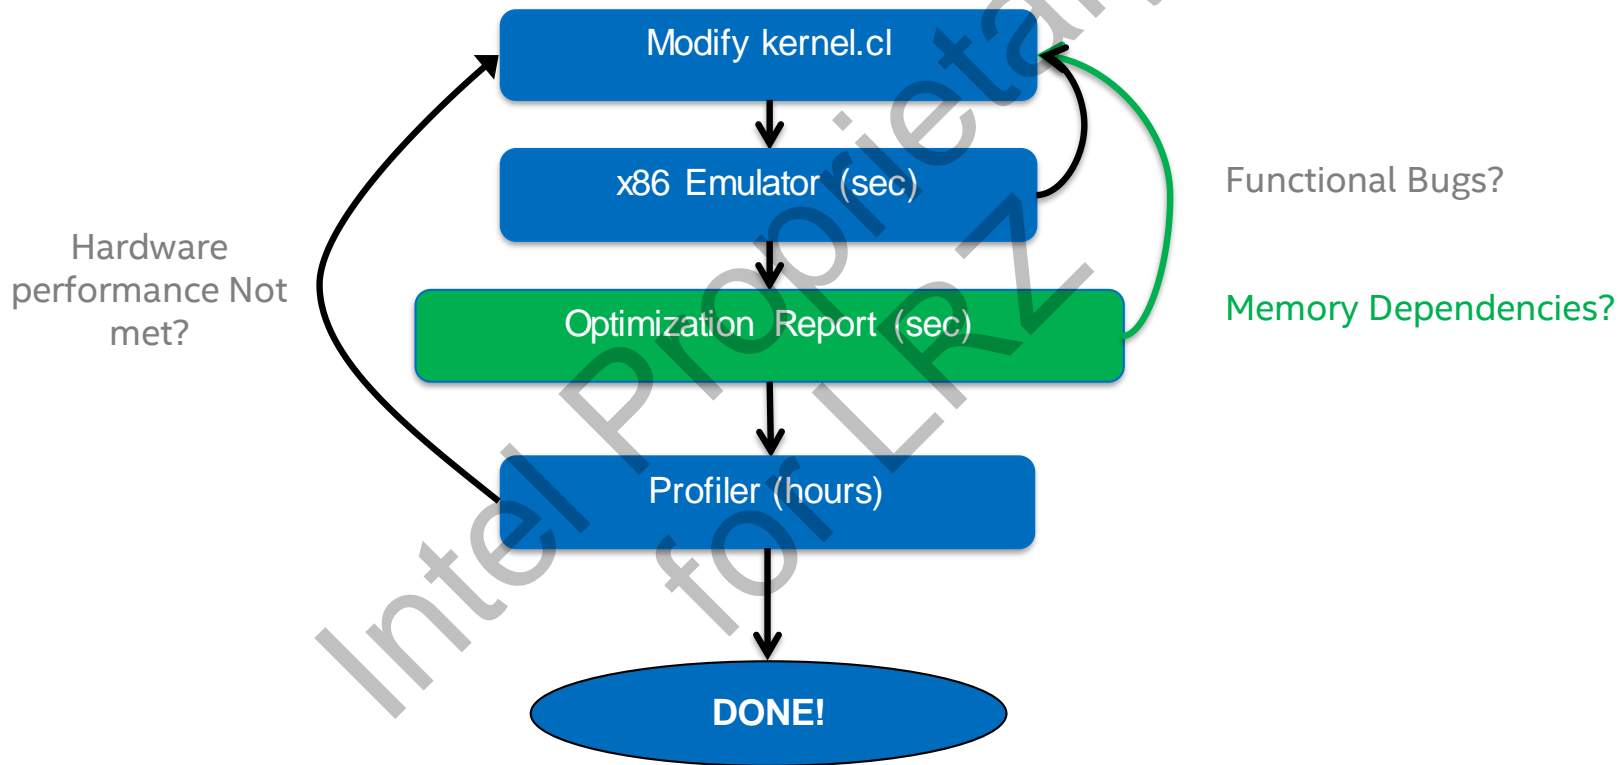 Modify kernel.cl
x86 Emulator (sec)
Functional Bugs?
Hardware
performance Not
met?
Memory Dependencies?
Optimization Report (sec)
Profiler (hours)
DONE!
Intel Proprietary
for LRZ